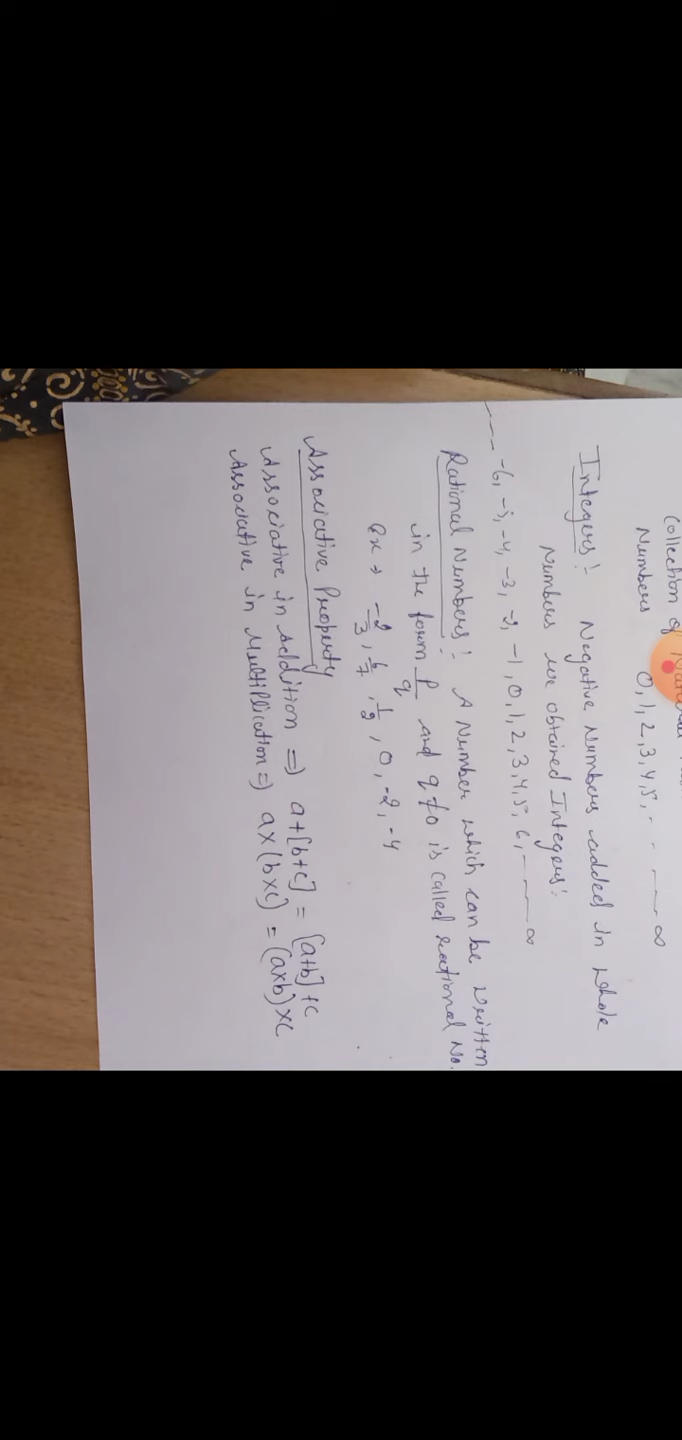 Collection of Natural
Numbers 0, 1, 2, 3, 4, 5, - - - — ∞
Integers:- Negative Numbers added in whole
Numbers we obtained Integers:
--- -6, -5, -4, -3, -2, -1, 0, 1, 2, 3, 4, 5, 6, - — — ∞
Rational Numbers: A Number which can be written
in the form p/q and q≠0 is called rational No.
ex → -2/3, 6/7, 1/2, 0, -2, -4
Associative Property
Associative in Addition => a+[b+c] = [a+b]+c
Associative in Multiplication => a×(b×c) = (a×b)×c